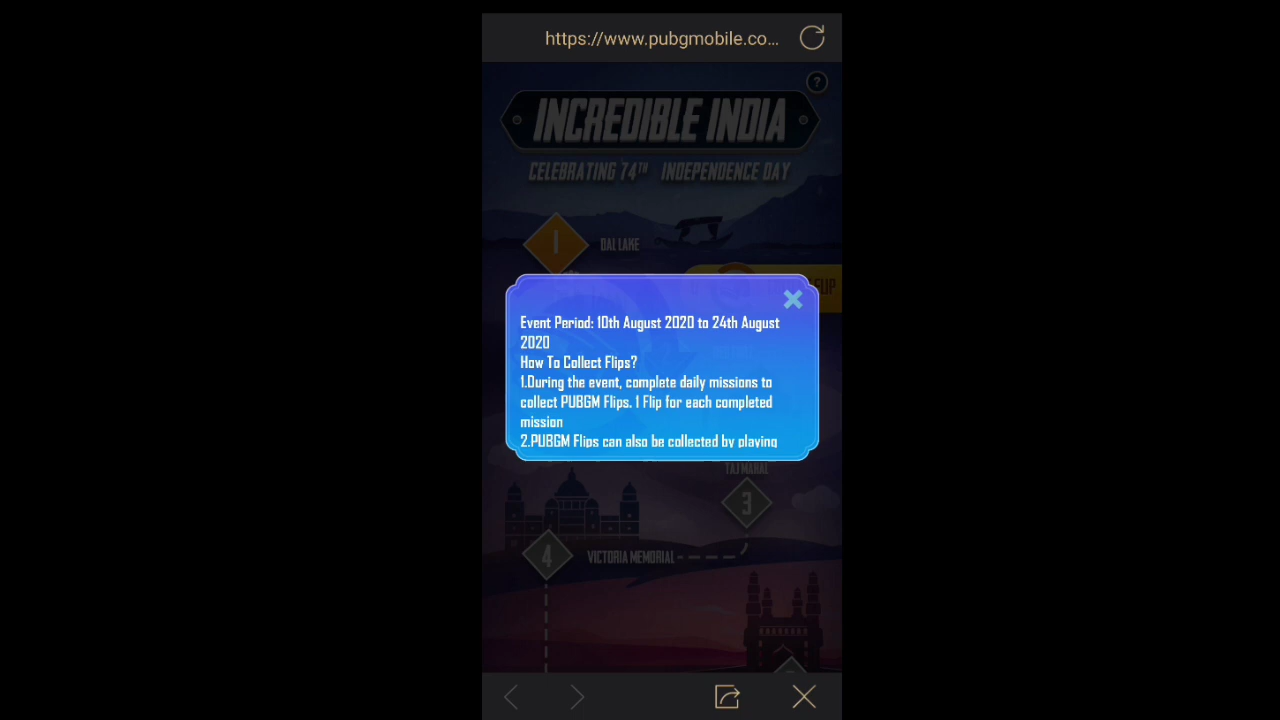 https://www.pubgmobile.co...
?
INCREDIBLE INDIA
CELEBRATING 74TH INDEPENDENCE DAY
1
DAL LAKE
Event Period: 10th August 2020 to 24th August
2020
How To Collect Flips?
1.During the event, complete daily missions to
collect PUBGM Flips. 1 Flip for each completed
mission
2.PUBGM Flips can also be collected by playing
TAJ MAHAL
3
4
VICTORIA MEMORIAL